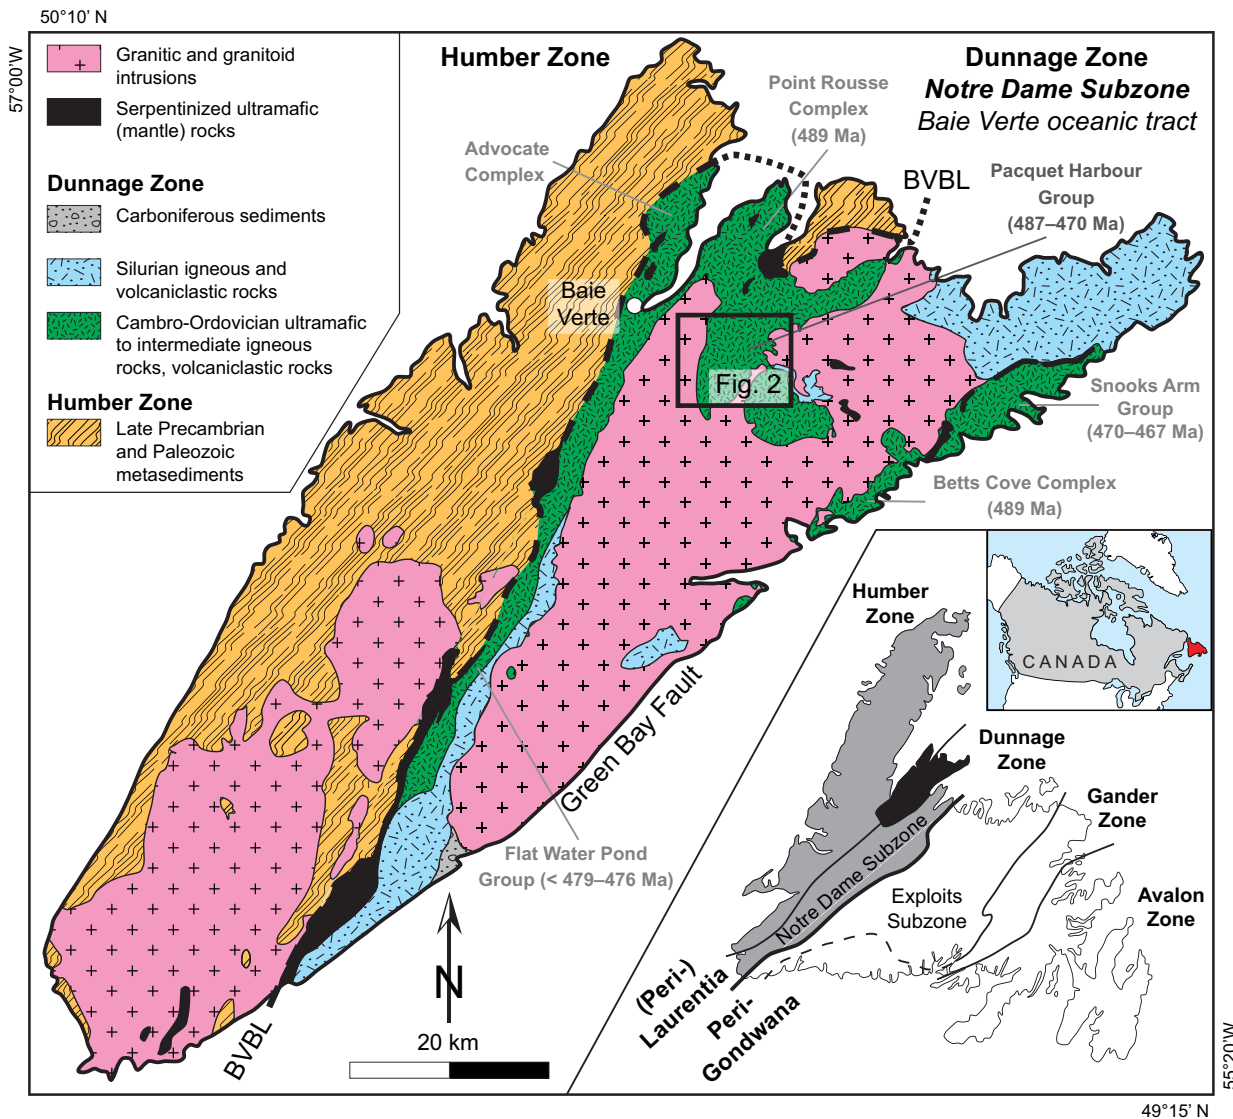 50°10' N
57°00'W
Granitic and granitoid
intrusions
Serpentinized ultramafic
(mantle) rocks
Dunnage Zone
Carboniferous sediments
Silurian igneous and
volcaniclastic rocks
Cambro-Ordovician ultramafic
to intermediate igneous
rocks, volcaniclastic rocks
Humber Zone
Late Precambrian
and Paleozoic
metasediments
Humber Zone
Dunnage Zone
Notre Dame Subzone
Baie Verte oceanic tract
Point Rousse
Complex
(489 Ma)
Advocate
Complex
BVBL
Pacquet Harbour
Group
(487–470 Ma)
Baie
Verte
Fig. 2
Snooks Arm
Group
(470–467 Ma)
Betts Cove Complex
(489 Ma)
Green Bay Fault
Flat Water Pond
Group (< 479–476 Ma)
BVBL
N
20 km
CANADA
Humber
Zone
Dunnage
Zone
Gander
Zone
Avalon
Zone
Notre Dame Subzone
Exploits
Subzone
(Peri-)
Laurentia
Peri-
Gondwana
55°20'W
49°15' N